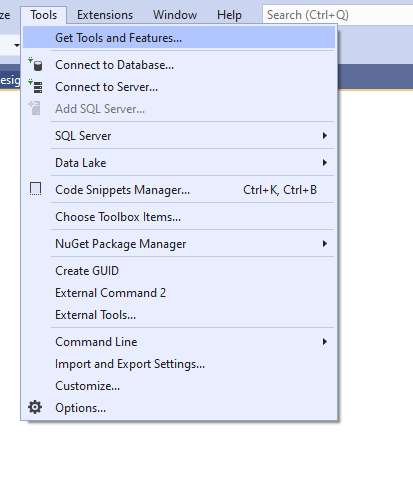 ze Tools Extensions Window Help Search (Ctrl+Q)
Get Tools and Features...
Connect to Database...
esig
Connect to Server...
Add SQL Server...
SQL Server
Data Lake
Code Snippets Manager... Ctrl+K, Ctrl+B
Choose Toolbox Items...
NuGet Package Manager
Create GUID
External Command 2
External Tools...
Command Line
Import and Export Settings...
Customize...
Options...